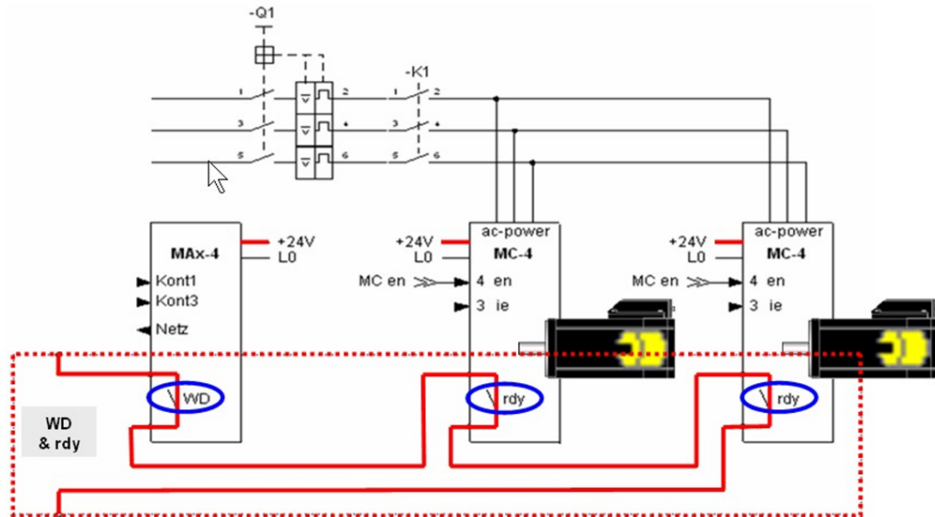 -Q1
-K1
1 2 1 2
3 4 3 4
5 6 5 6
ac-power
ac-power
MAx-4
+24V
L0
+24V
MC-4
L0
+24V
MC-4
L0
Kont1
Kont3
Netz
MC en
4 en
3 ie
MC en
4 en
3 ie
WD
rdy
rdy
WD
& rdy